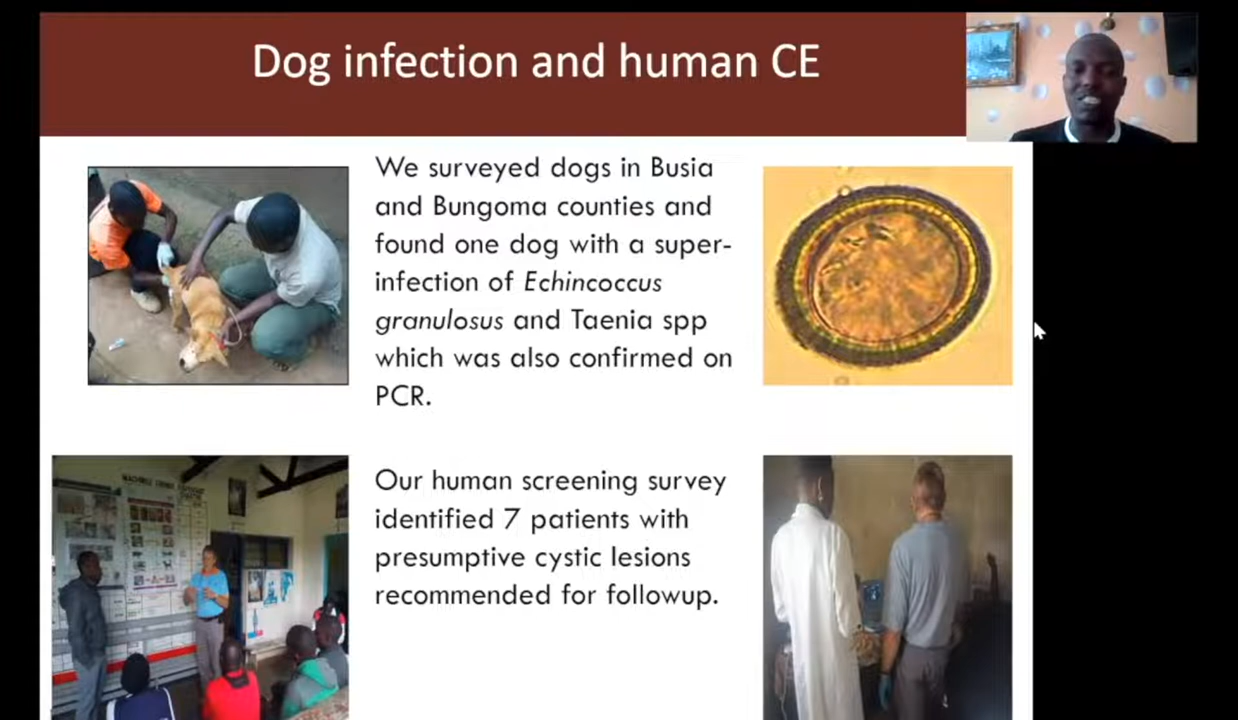 Dog infection and human CE
We surveyed dogs in Busia
and Bungoma counties and
found one dog with a super-
infection of Echincoccus
granulosus and Taenia spp
which was also confirmed on
PCR.
Our human screening survey
identified 7 patients with
presumptive cystic lesions
recommended for followup.